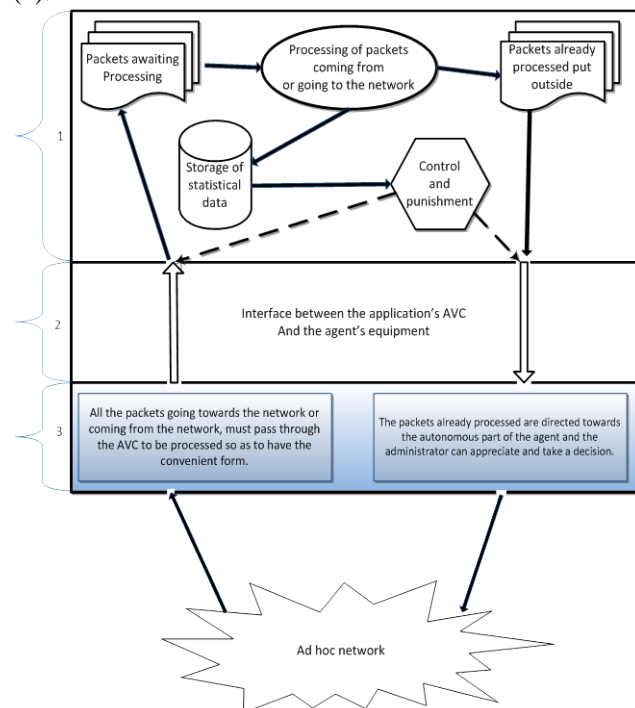 Packets awaiting
Processing
Processing of packets
coming from
or going to the network
Packets already
processed put
outside
1
Storage of
statistical
data
Control
and
punishment
2
Interface between the application's AVC
And the agent's equipment
3
All the packets going towards the network or
coming from the network, must pass through
the AVC to be processed so as to have the
convenient form.
The packets already processed are directed towards
the autonomous part of the agent and the
administrator can appreciate and take a decision.
Ad hoc network